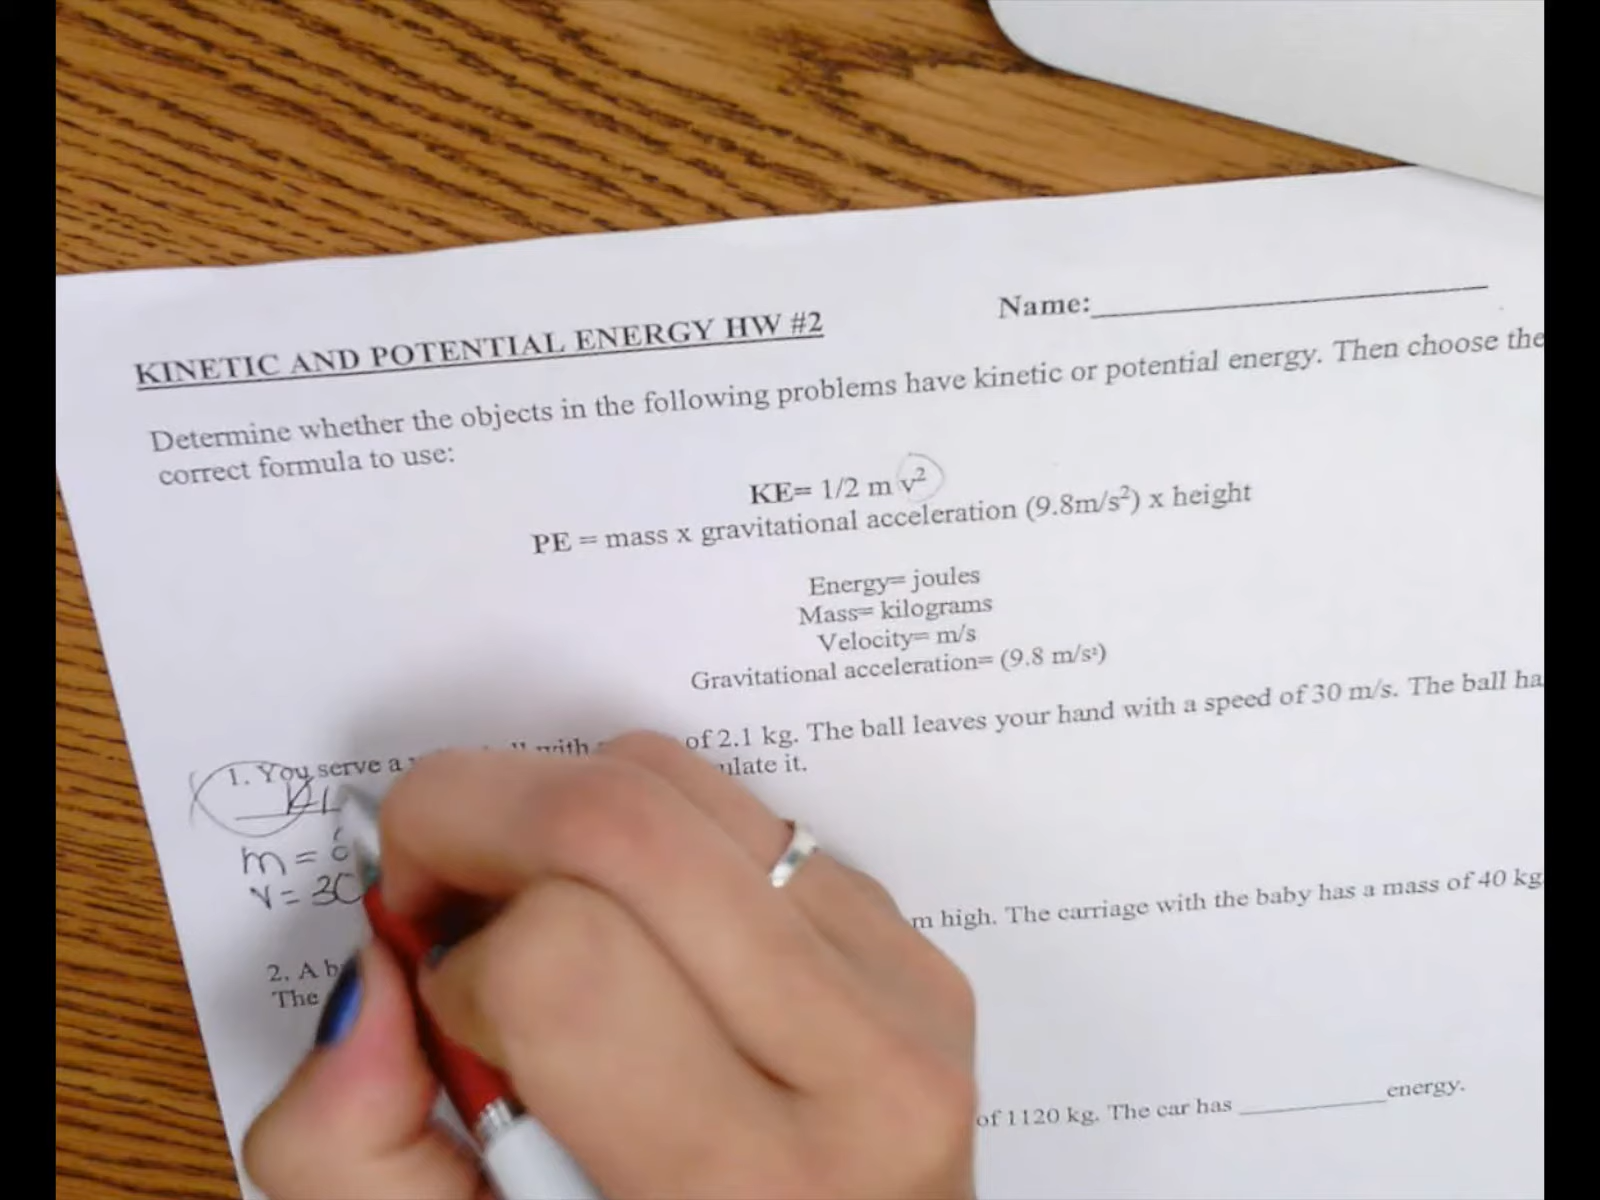 Name:
KINETIC AND POTENTIAL ENERGY HW #2
Determine whether the objects in the following problems have kinetic or potential energy. Then choose the
correct formula to use:
KE= 1/2 m v²
PE = mass x gravitational acceleration (9.8m/s²) x height
Energy= joules
Mass= kilograms
Velocity= m/s
Gravitational acceleration= (9.8 m/s²)
1. You serve a with of 2.1 kg. The ball leaves your hand with a speed of 30 m/s. The ball ha
it.
m =
v = 30
m high. The carriage with the baby has a mass of 40 kg
2. A
The
of 1120 kg. The car has energy.